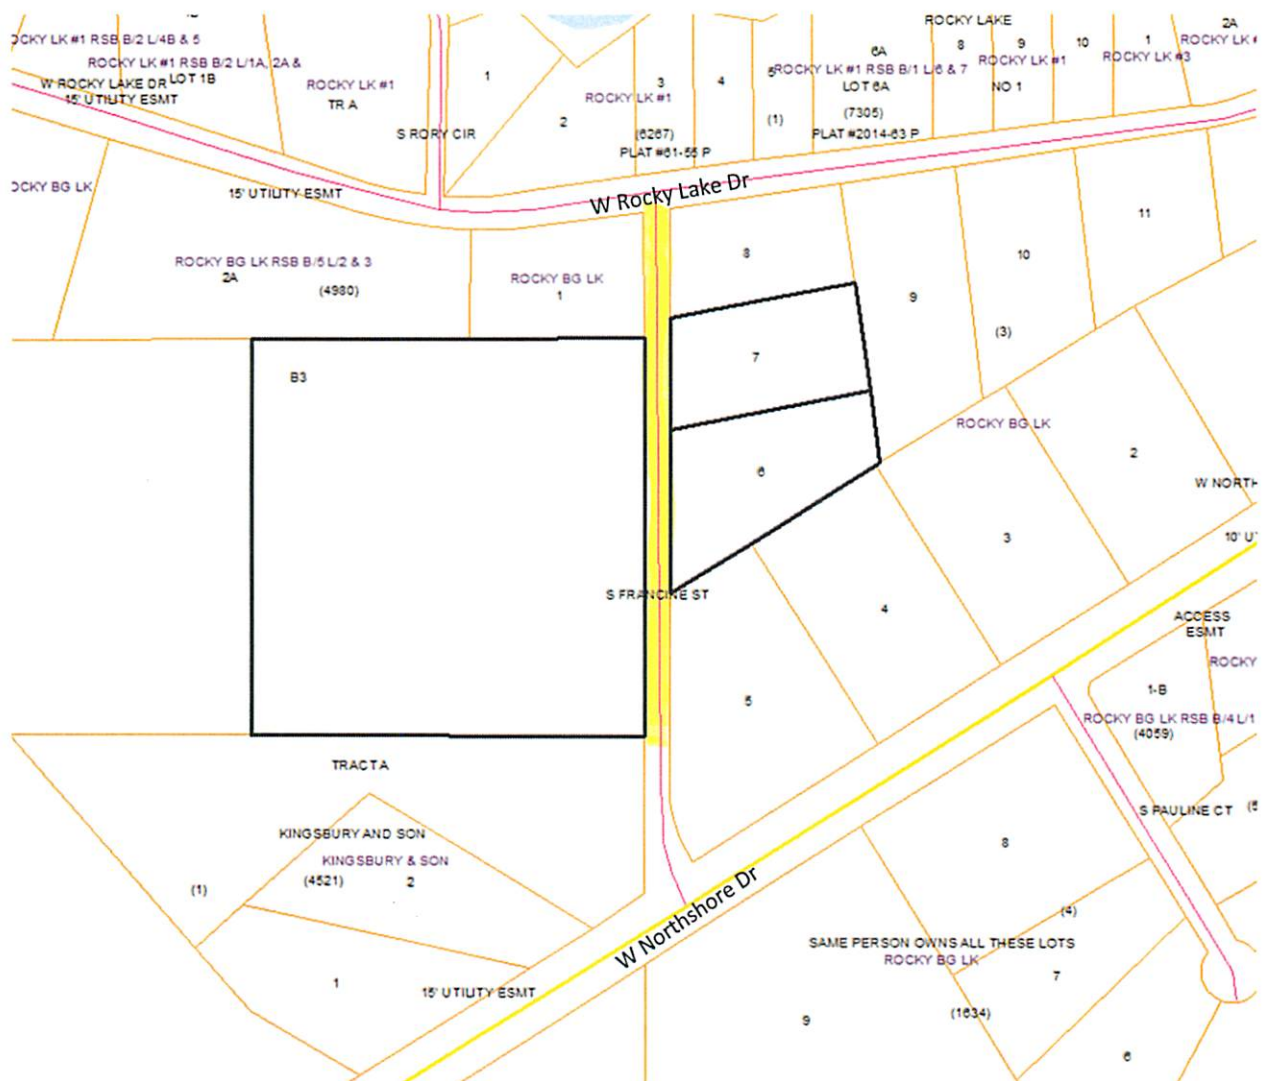 ROCKY LAKE
2A
OCKY LK #1 RSB B/2 L/4B & 5
ROCKY LK #1 RSB B/2 L/1A, 2A &
LOT 1B
W ROCKY LAKE DR
15' UTILITY ESMT
ROCKY LK #1
TR A
S RORY CIR
1
2
ROCKY LK #1
3
(6267)
PLAT #61-55 P
4
5
(1)
6A
ROCKY LK #1 RSB B/1 L/6 & 7
LOT 6A
(7305)
PLAT #2014-63 P
8
9
ROCKY LK #1
NO 1
10
1
ROCKY LK #3
ROCKY LK #
OCKY BG LK
15' UTILITY ESMT
W Rocky Lake Dr
ROCKY BG LK RSB B/5 L/2 & 3
2A
(4980)
ROCKY BG LK
1
8
9
10
(3)
11
B3
7
6
ROCKY BG LK
2
W NORTH
3
10' U
S FRANCINE ST
4
5
ACCESS
ESMT
ROCKY
1-B
ROCKY BG LK RSB B/4 L/1
(4059)
S PAULINE CT
TRACT A
KINGSBURY AND SON
KINGSBURY & SON
(4521)
2
(1)
1
15' UTILITY ESMT
W Northshore Dr
8
(4)
SAME PERSON OWNS ALL THESE LOTS
ROCKY BG LK
7
(1634)
9
6